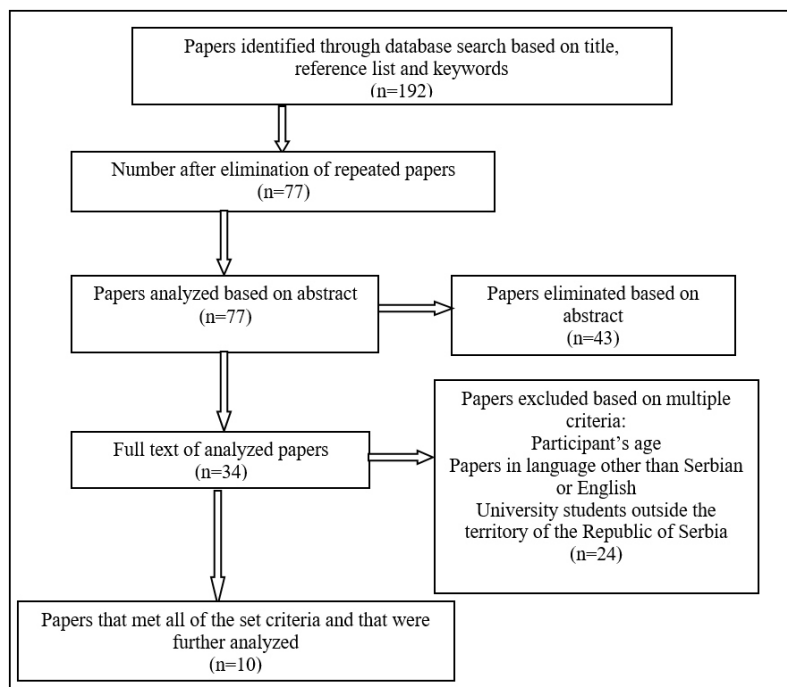 Papers identified through database search based on title,
reference list and keywords
(n=192)
Number after elimination of repeated papers
(n=77)
Papers analyzed based on abstract
(n=77)
Papers eliminated based on
abstract
(n=43)
Full text of analyzed papers
(n=34)
Papers excluded based on multiple
criteria:
Participant’s age
Papers in language other than Serbian
or English
University students outside the
territory of the Republic of Serbia
(n=24)
Papers that met all of the set criteria and that were
further analyzed
(n=10)